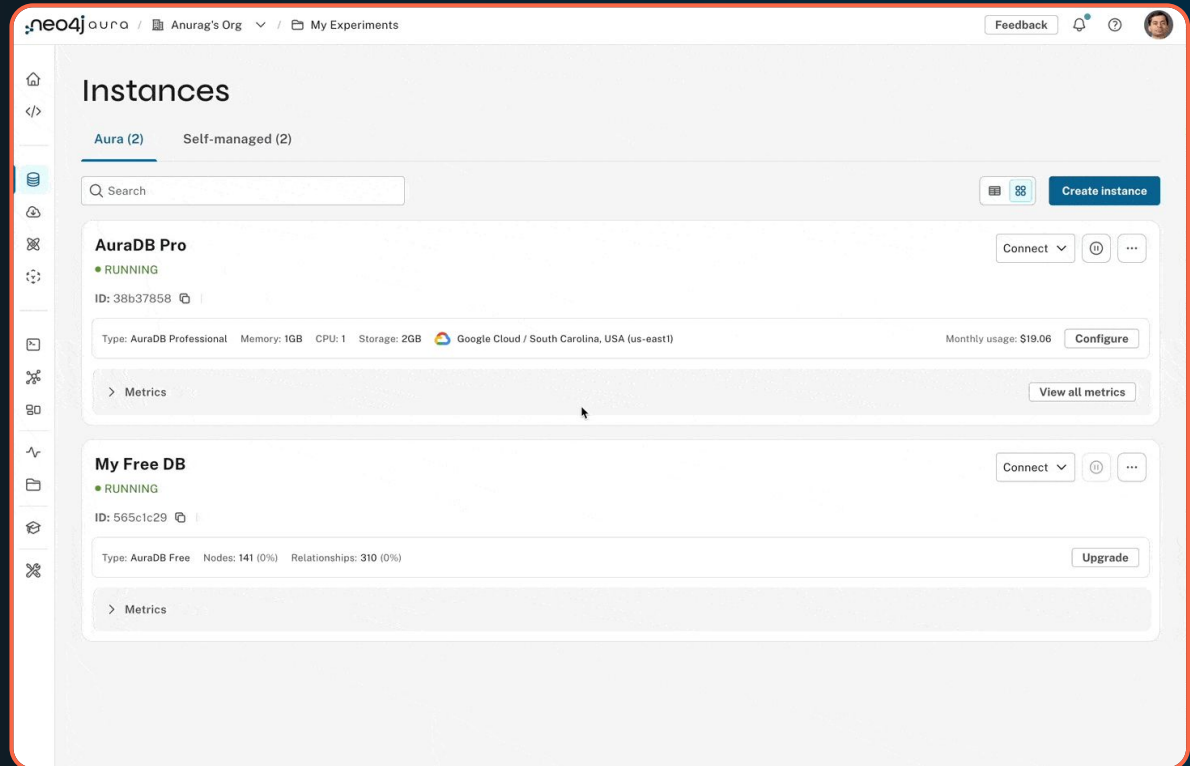 neo4j aura / Anurag's Org / My Experiments Feedback
Instances
Aura (2) Self-managed (2)
Search Create instance
AuraDB Pro Connect
RUNNING
ID: 38b37858
Type: AuraDB Professional Memory: 1GB CPU: 1 Storage: 2GB Google Cloud / South Carolina, USA (us-east1) Monthly usage: $19.06 Configure
Metrics View all metrics
My Free DB Connect
RUNNING
ID: 565c1c29
Type: AuraDB Free Nodes: 141 (0%) Relationships: 310 (0%) Upgrade
Metrics